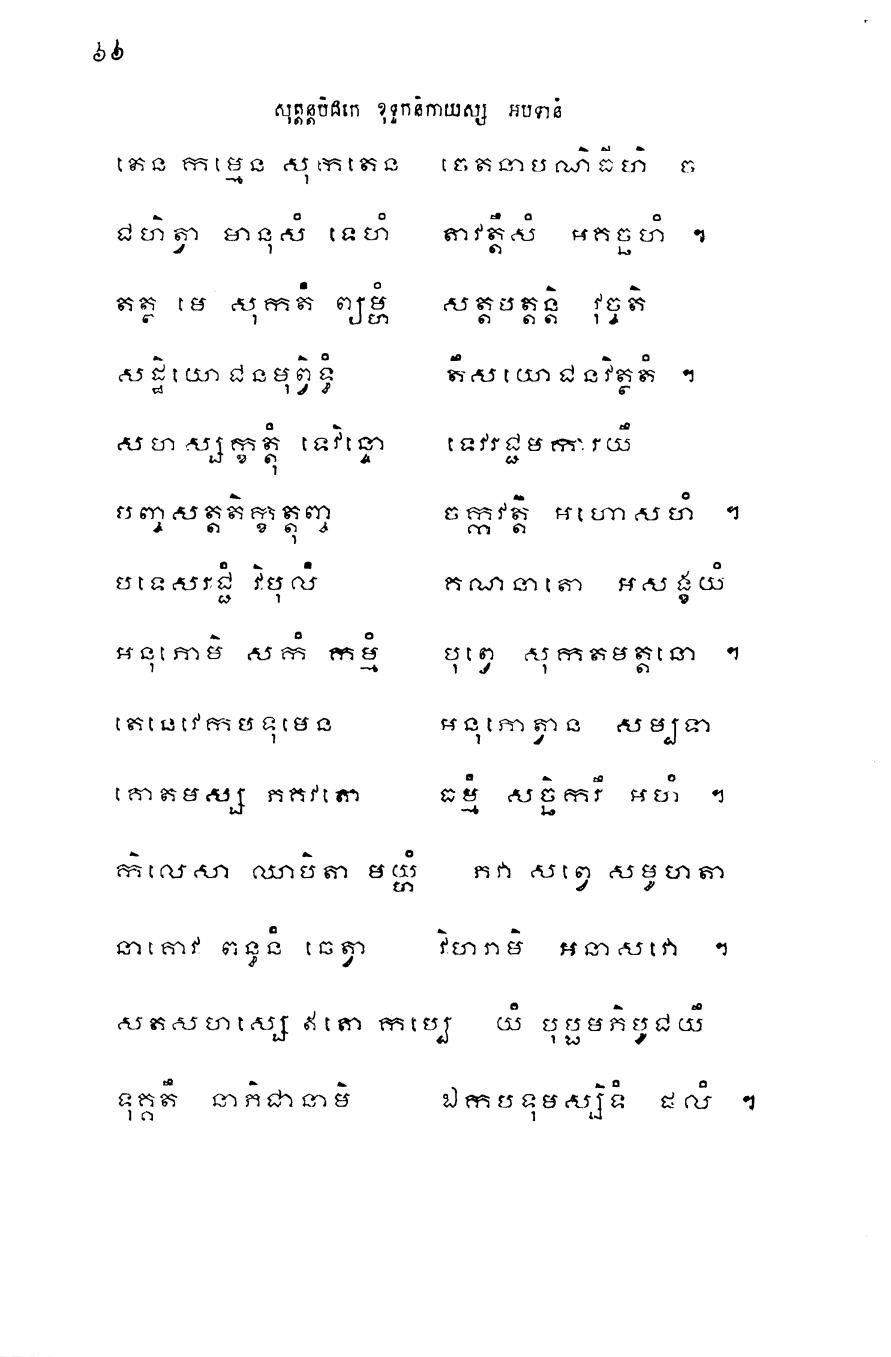 ៦៦
សុត្តន្តបិដកេ ខុទ្ទកនិកាយស្ស អបទានំ
តេន កម្មេន សុកតេន ចេតនាបណិធីហិ ច
ជហិត្វា មានុសំ ទេហំ តាវត្តឹសំ អគច្ឆហំ ។
តត្ថ មេ សុកតំ ព្យម្ហំ សត្តបត្តន្តិ វុច្ចតិ
សដ្ឋិយោជនមុព្វិទ្ធំ តឹសយោជនវិត្ថតំ ។
សហស្សក្ខត្តុំ ទេវិន្ទោ ទេវរជ្ជមការយឹ
បញ្ចសត្តតិក្ខត្តុញ្ច ចក្កវត្តី អហោសហំ ។
បទេសរជ្ជំ វិបុលំ គណនាតោ អសង្ខយំ
អនុភោមិ សកំ កម្មំ បុព្វេ សុកតមត្តនោ ។
តេនេវេកបទុមេន អនុភោត្វាន សម្បទា
គោតមស្ស ភគវតោ ធម្មំ សច្ឆិការឹ អហំ ។
កិលេសា ឈាបិតា មយ្ហំ ភវា សព្វេ សមូហតា
នាគោវ ពន្ធនំ ឆេត្វា វិហរាមិ អនាសវោ ។
សតសហស្សេ ឥតោ កប្បេ យំ បុប្ផមភិបូជយឹ
ទុគ្គតឹ នាភិជានាមិ ឯកបទុមស្សិទំ ផលំ ។